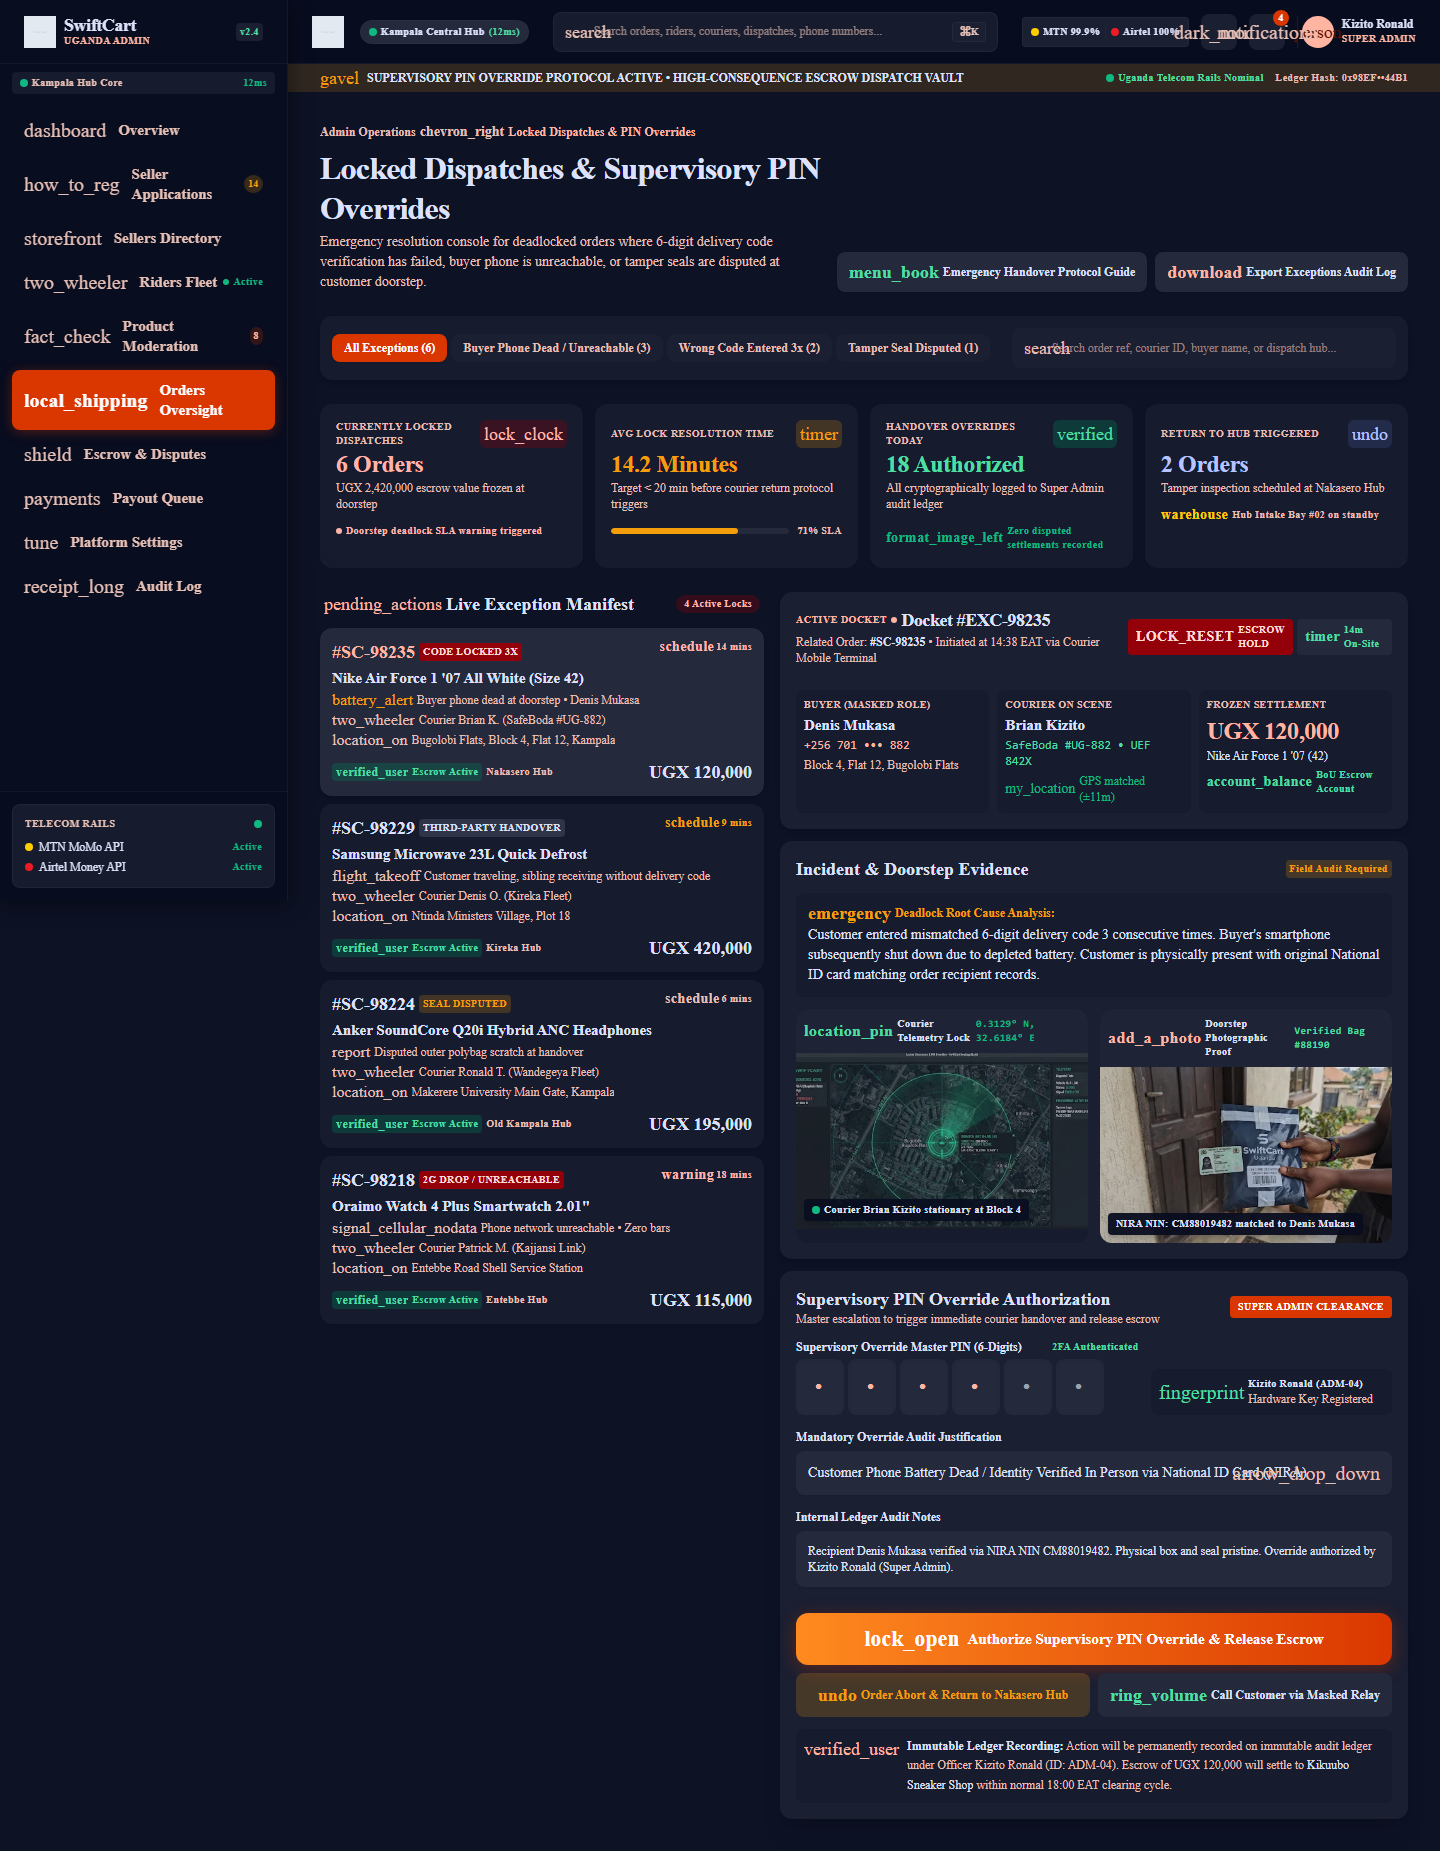 SwiftCart
UGANDA ADMIN
v2.4
Kampala Hub Core
12ms
dashboard Overview
how_to_reg Seller Applications 14
storefront Sellers Directory
two_wheeler Riders Fleet Active
fact_check Product Moderation 8
local_shipping Orders Oversight
shield Escrow & Disputes
payments Payout Queue
tune Platform Settings
receipt_long Audit Log
TELECOM RAILS
MTN MoMo API Active
Airtel Money API Active
Kampala Central Hub (12ms)
search
Search orders, riders, couriers, dispatches, phone numbers...
⌘K
MTN 99.9% Airtel 100%
4
Kizito Ronald
SUPER ADMIN
gavel SUPERVISORY PIN OVERRIDE PROTOCOL ACTIVE • HIGH-CONSEQUENCE ESCROW DISPATCH VAULT
Uganda Telecom Rails Nominal
Ledger Hash: 0x98EF••44B1
Admin Operations chevron_right Locked Dispatches & PIN Overrides
Locked Dispatches & Supervisory PIN
Overrides
Emergency resolution console for deadlocked orders where 6-digit delivery code
verification has failed, buyer phone is unreachable, or tamper seals are disputed at
customer doorstep.
menu_book Emergency Handover Protocol Guide
download Export Exceptions Audit Log
All Exceptions (6)
Buyer Phone Dead / Unreachable (3)
Wrong Code Entered 3x (2)
Tamper Seal Disputed (1)
search
Search order ref, courier ID, buyer name, or dispatch hub...
CURRENTLY LOCKED
DISPATCHES
lock_clock
6 Orders
UGX 2,420,000 escrow value frozen at
doorstep
Doorstep deadlock SLA warning triggered
AVG LOCK RESOLUTION TIME
timer
14.2 Minutes
Target < 20 min before courier return protocol
triggers
71% SLA
HANDOVER OVERRIDES
TODAY
verified
18 Authorized
All cryptographically logged to Super Admin
audit ledger
format_image_left Zero disputed
settlements recorded
RETURN TO HUB TRIGGERED
undo
2 Orders
Tamper inspection scheduled at Nakasero Hub
warehouse Hub Intake Bay #02 on standby
pending_actions Live Exception Manifest
4 Active Locks
#SC-98235 CODE LOCKED 3X
schedule 14 mins
Nike Air Force 1 '07 All White (Size 42)
battery_alert Buyer phone dead at doorstep • Denis Mukasa
two_wheeler Courier Brian K. (SafeBoda #UG-882)
location_on Bugolobi Flats, Block 4, Flat 12, Kampala
verified_user Escrow Active Nakasero Hub
UGX 120,000
#SC-98229 THIRD-PARTY HANDOVER
schedule 9 mins
Samsung Microwave 23L Quick Defrost
flight_takeoff Customer traveling, sibling receiving without delivery code
two_wheeler Courier Denis O. (Kireka Fleet)
location_on Ntinda Ministers Village, Plot 18
verified_user Escrow Active Kireka Hub
UGX 420,000
#SC-98224 SEAL DISPUTED
schedule 6 mins
Anker SoundCore Q20i Hybrid ANC Headphones
report Disputed outer polybag scratch at handover
two_wheeler Courier Ronald T. (Wandegeya Fleet)
location_on Makerere University Main Gate, Kampala
verified_user Escrow Active Old Kampala Hub
UGX 195,000
#SC-98218 2G DROP / UNREACHABLE
warning 18 mins
Oraimo Watch 4 Plus Smartwatch 2.01"
signal_cellular_nodata Phone network unreachable • Zero bars
two_wheeler Courier Patrick M. (Kajjansi Link)
location_on Entebbe Road Shell Service Station
verified_user Escrow Active Entebbe Hub
UGX 115,000
ACTIVE DOCKET Docket #EXC-98235
Related Order: #SC-98235 • Initiated at 14:38 EAT via Courier
Mobile Terminal
LOCK_RESET ESCROW
HOLD
timer 14m
On-Site
BUYER (MASKED ROLE)
Denis Mukasa
+256 701 ••• 882
Block 4, Flat 12, Bugolobi Flats
COURIER ON SCENE
Brian Kizito
SafeBoda #UG-882 • UEF
842X
my_location GPS matched
(±11m)
FROZEN SETTLEMENT
UGX 120,000
Nike Air Force 1 '07 (42)
account_balance BoU Escrow
Account
Incident & Doorstep Evidence
Field Audit Required
emergency Deadlock Root Cause Analysis:
Customer entered mismatched 6-digit delivery code 3 consecutive times. Buyer's smartphone
subsequently shut down due to depleted battery. Customer is physically present with original National
ID card matching order recipient records.
location_pin Courier
Telemetry Lock
0.3129° N,
32.6184° E
Courier Brian Kizito stationary at Block 4
add_a_photo Doorstep
Photographic
Proof
Verified Bag
#88190
SwiftCart
NIRA NIN: CM88019482 matched to Denis Mukasa
Supervisory PIN Override Authorization
Master escalation to trigger immediate courier handover and release escrow
SUPER ADMIN CLEARANCE
Supervisory Override Master PIN (6-Digits)
2FA Authenticated
• • • • • •
fingerprint Kizito Ronald (ADM-04)
Hardware Key Registered
Mandatory Override Audit Justification
Customer Phone Battery Dead / Identity Verified In Person via National ID Card (NIRA)
arrow_drop_down
Internal Ledger Audit Notes
Recipient Denis Mukasa verified via NIRA NIN CM88019482. Physical box and seal pristine. Override authorized by
Kizito Ronald (Super Admin).
lock_open Authorize Supervisory PIN Override & Release Escrow
undo Order Abort & Return to Nakasero Hub
ring_volume Call Customer via Masked Relay
verified_user Immutable Ledger Recording: Action will be permanently recorded on immutable audit ledger
under Officer Kizito Ronald (ID: ADM-04). Escrow of UGX 120,000 will settle to Kikuubo
Sneaker Shop within normal 18:00 EAT clearing cycle.